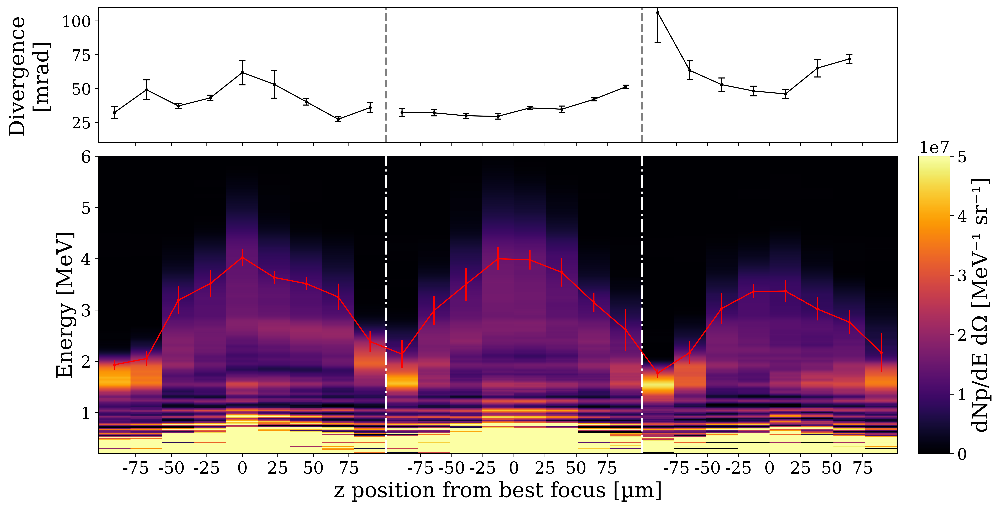 Divergence
[mrad]
100
75
50
25
Energy [MeV]
6
5
4
3
2
1
-75 -50 -25 0 25 50 75 -75 -50 -25 0 25 50 75 -75 -50 -25 0 25 50 75
z position from best focus [µm]
1e7
5
4
3
2
1
0
dNp/dE dΩ [MeV⁻¹ sr⁻¹]